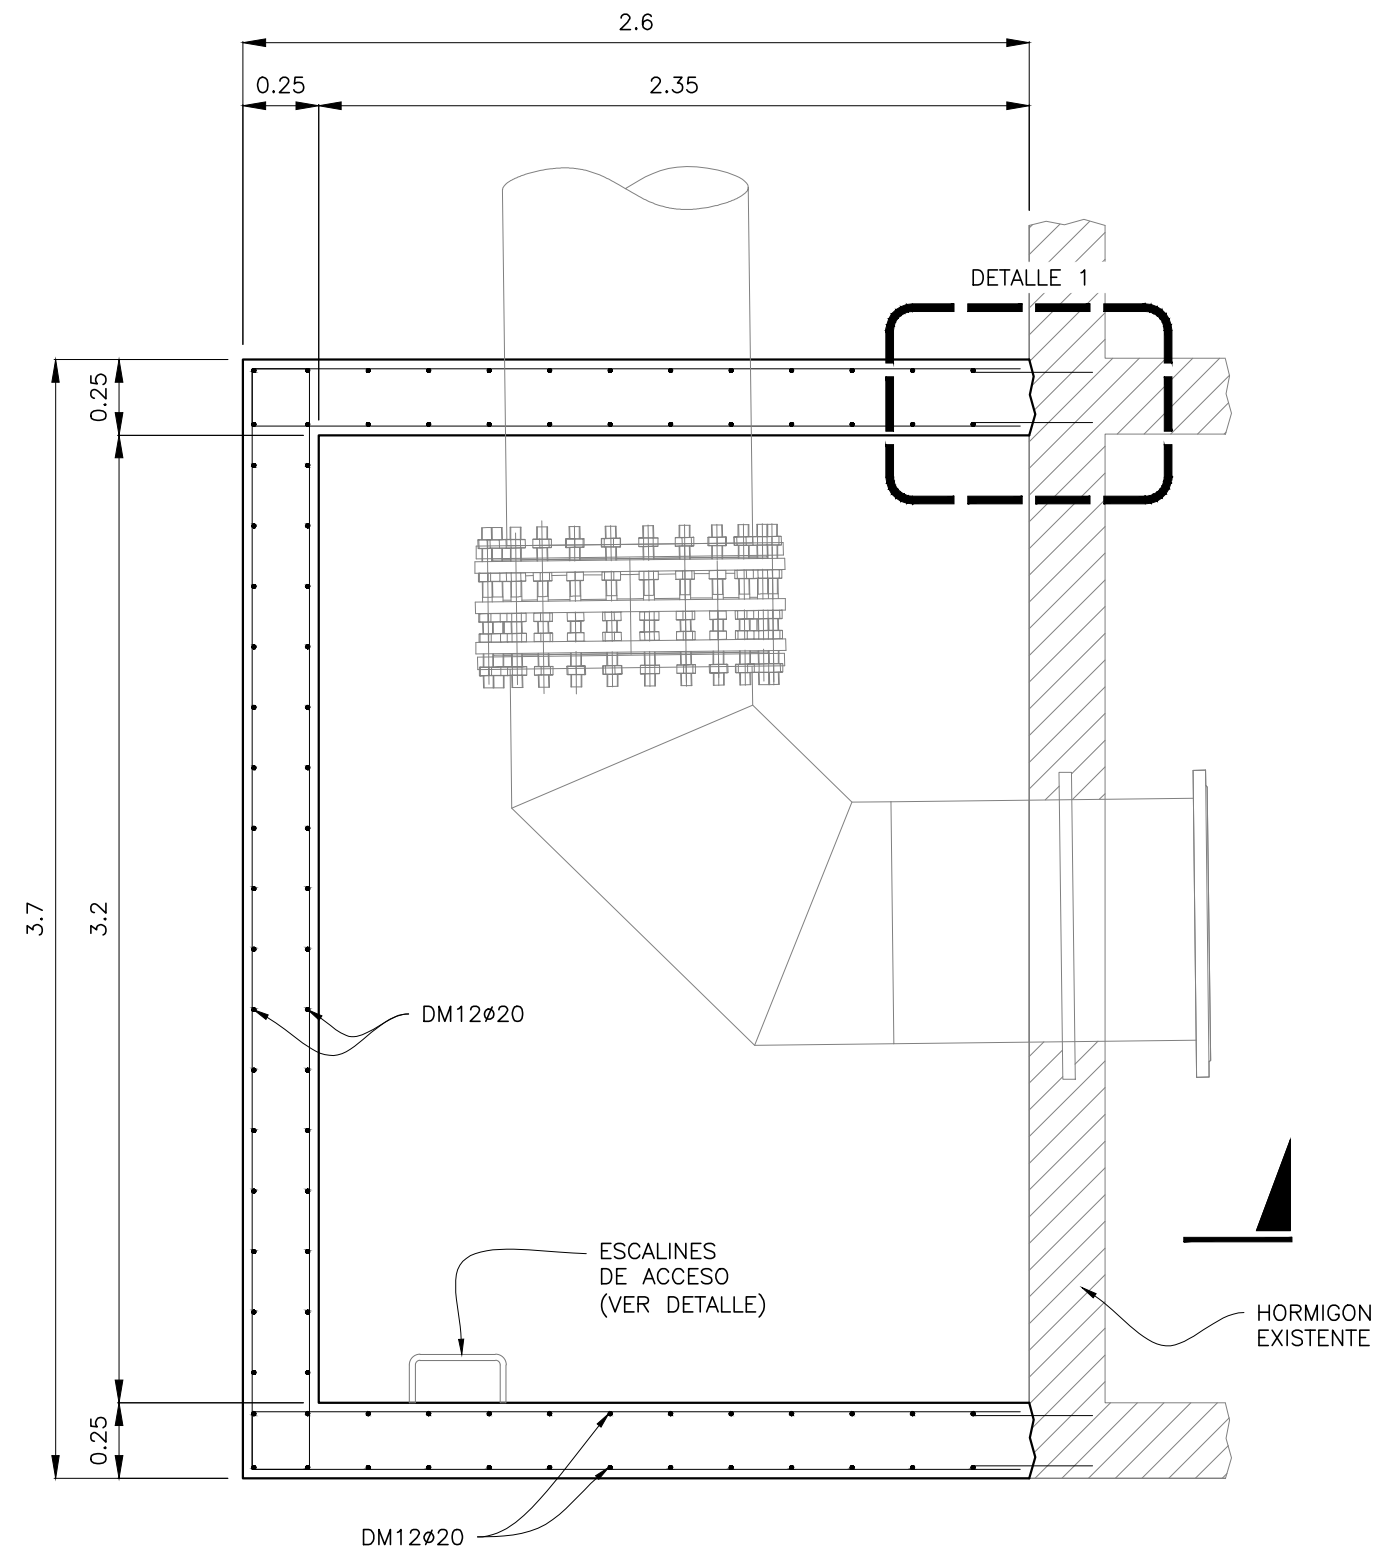 2.6
0.25
2.35
DETALLE 1
0.25
3.7
3.2
DM12ø20
ESCALINES
DE ACCESO
(VER DETALLE)
HORMIGON
EXISTENTE
0.25
DM12ø20